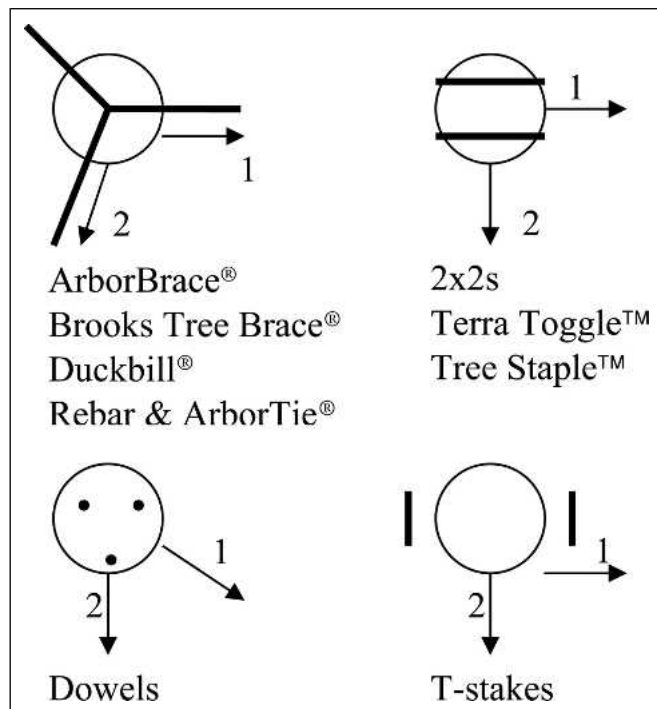 1
2
ArborBrace®
Brooks Tree Brace®
Duckbill®
Rebar & ArborTie®
1
2
2x2s
Terra Toggle™
Tree Staple™
1
2
Dowels
1
2
T-stakes